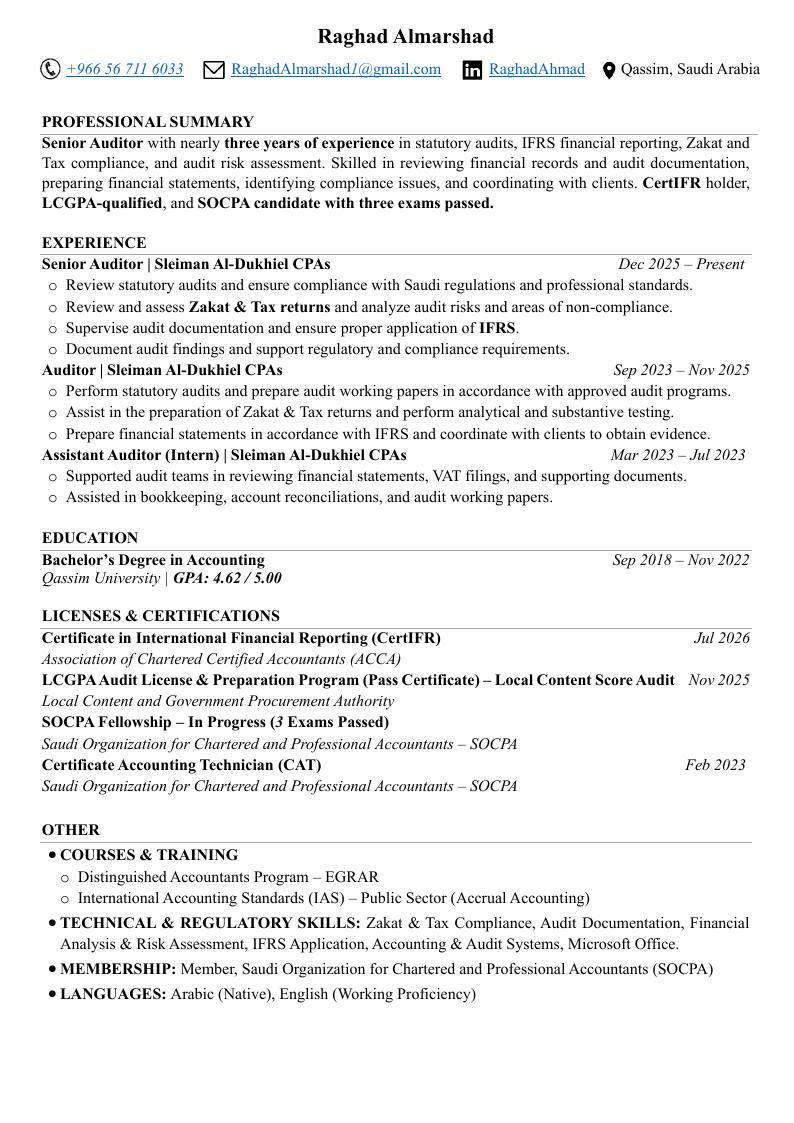 Raghad Almarshad
+966 56 711 6033 RaghadAlmarshad1@gmail.com RaghadAhmad Qassim, Saudi Arabia
PROFESSIONAL SUMMARY
Senior Auditor with nearly three years of experience in statutory audits, IFRS financial reporting, Zakat and
Tax compliance, and audit risk assessment. Skilled in reviewing financial records and audit documentation,
preparing financial statements, identifying compliance issues, and coordinating with clients. CertIFR holder,
LCGPA-qualified, and SOCPA candidate with three exams passed.
EXPERIENCE
Senior Auditor | Sleiman Al-Dukhiel CPAs Dec 2025 – Present
o Review statutory audits and ensure compliance with Saudi regulations and professional standards.
o Review and assess Zakat & Tax returns and analyze audit risks and areas of non-compliance.
o Supervise audit documentation and ensure proper application of IFRS.
o Document audit findings and support regulatory and compliance requirements.
Auditor | Sleiman Al-Dukhiel CPAs Sep 2023 – Nov 2025
o Perform statutory audits and prepare audit working papers in accordance with approved audit programs.
o Assist in the preparation of Zakat & Tax returns and perform analytical and substantive testing.
o Prepare financial statements in accordance with IFRS and coordinate with clients to obtain evidence.
Assistant Auditor (Intern) | Sleiman Al-Dukhiel CPAs Mar 2023 – Jul 2023
o Supported audit teams in reviewing financial statements, VAT filings, and supporting documents.
o Assisted in bookkeeping, account reconciliations, and audit working papers.
EDUCATION
Bachelor’s Degree in Accounting Sep 2018 – Nov 2022
Qassim University | GPA: 4.62 / 5.00
LICENSES & CERTIFICATIONS
Certificate in International Financial Reporting (CertIFR) Jul 2026
Association of Chartered Certified Accountants (ACCA)
LCGPA Audit License & Preparation Program (Pass Certificate) – Local Content Score Audit Nov 2025
Local Content and Government Procurement Authority
SOCPA Fellowship – In Progress (3 Exams Passed)
Saudi Organization for Chartered and Professional Accountants – SOCPA
Certificate Accounting Technician (CAT) Feb 2023
Saudi Organization for Chartered and Professional Accountants – SOCPA
OTHER
• COURSES & TRAINING
o Distinguished Accountants Program – EGRAR
o International Accounting Standards (IAS) – Public Sector (Accrual Accounting)
• TECHNICAL & REGULATORY SKILLS: Zakat & Tax Compliance, Audit Documentation, Financial
Analysis & Risk Assessment, IFRS Application, Accounting & Audit Systems, Microsoft Office.
• MEMBERSHIP: Member, Saudi Organization for Chartered and Professional Accountants (SOCPA)
• LANGUAGES: Arabic (Native), English (Working Proficiency)